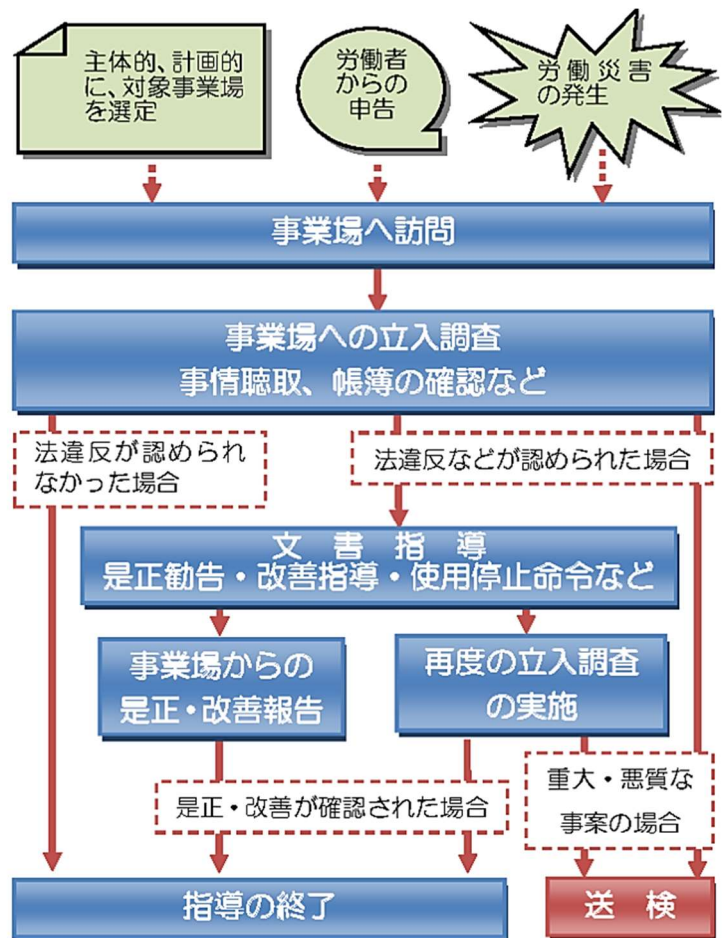 主体的、計画的
に、対象事業場
を選定
労働者
からの
申告
労働災害
の発生
事業場へ訪問
事業場への立入調査
事情聴取、帳簿の確認など
法違反が認められ
なかった場合
法違反などが認められた場合
文書指導
是正勧告・改善指導・使用停止命令など
事業場からの
是正・改善報告
再度の立入調査
の実施
是正・改善が確認された場合
重大・悪質な
事案の場合
指導の終了
送検